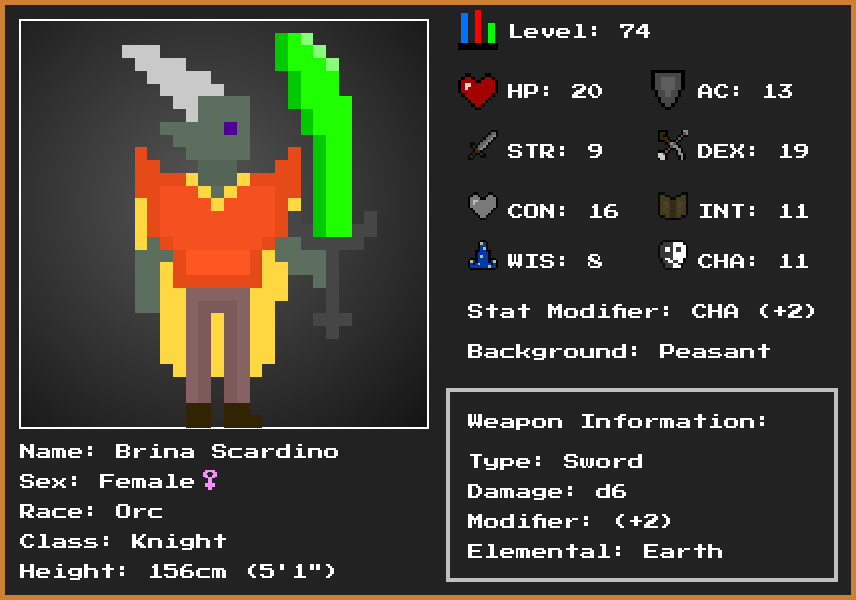 Level: 74
HP: 20
AC: 13
STR: 9
DEX: 19
CON: 16
INT: 11
WIS: 8
CHA: 11
Stat Modifier: CHA (+2)
Background: Peasant
Weapon Information:
Type: Sword
Damage: d6
Modifier: (+2)
Elemental: Earth
Name: Brina Scardino
Sex: Female♀
Race: Orc
Class: Knight
Height: 156cm (5'1")